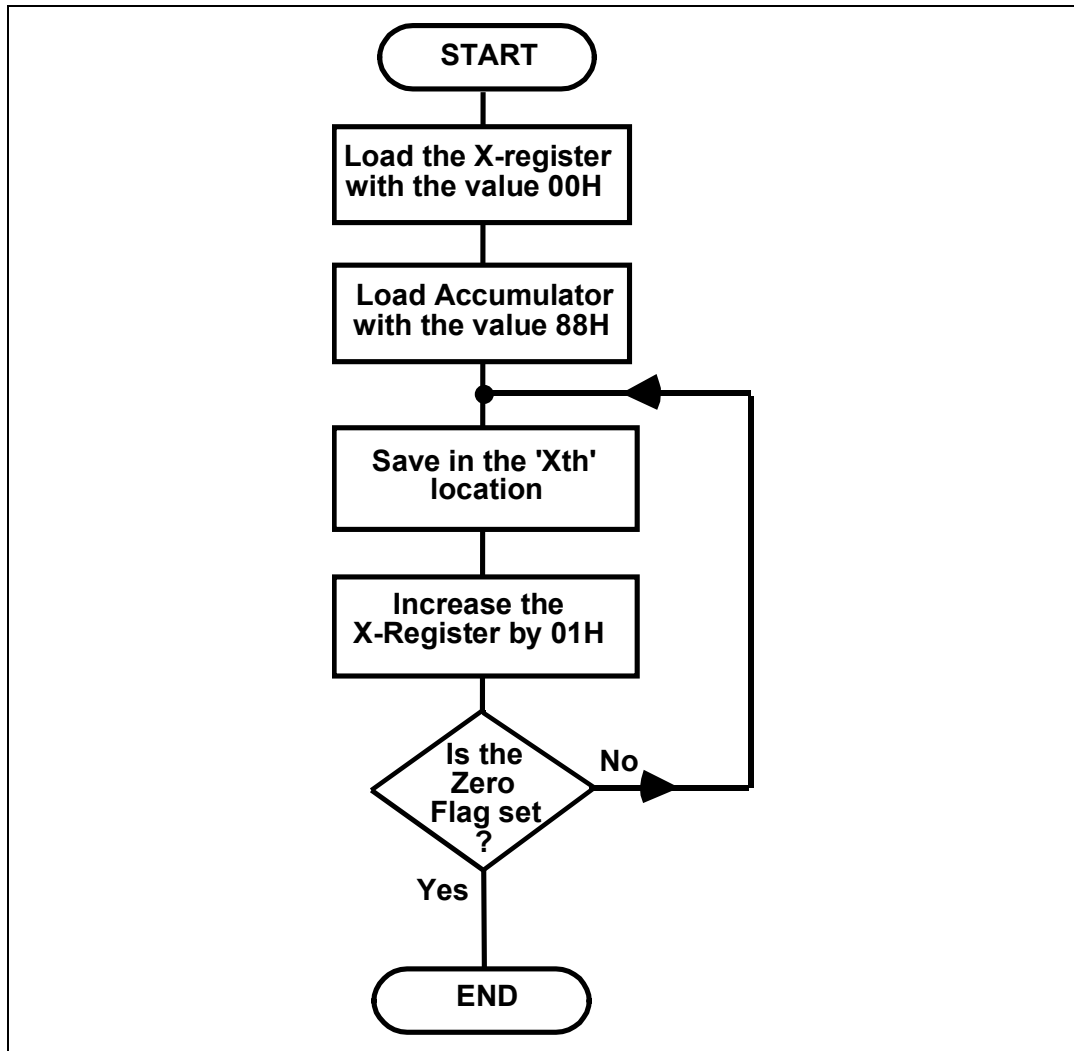 START
Load the X-register
with the value 00H
Load Accumulator
with the value 88H
Save in the 'Xth'
location
Increase the
X-Register by 01H
Is the
Zero
Flag set
?
No
Yes
END